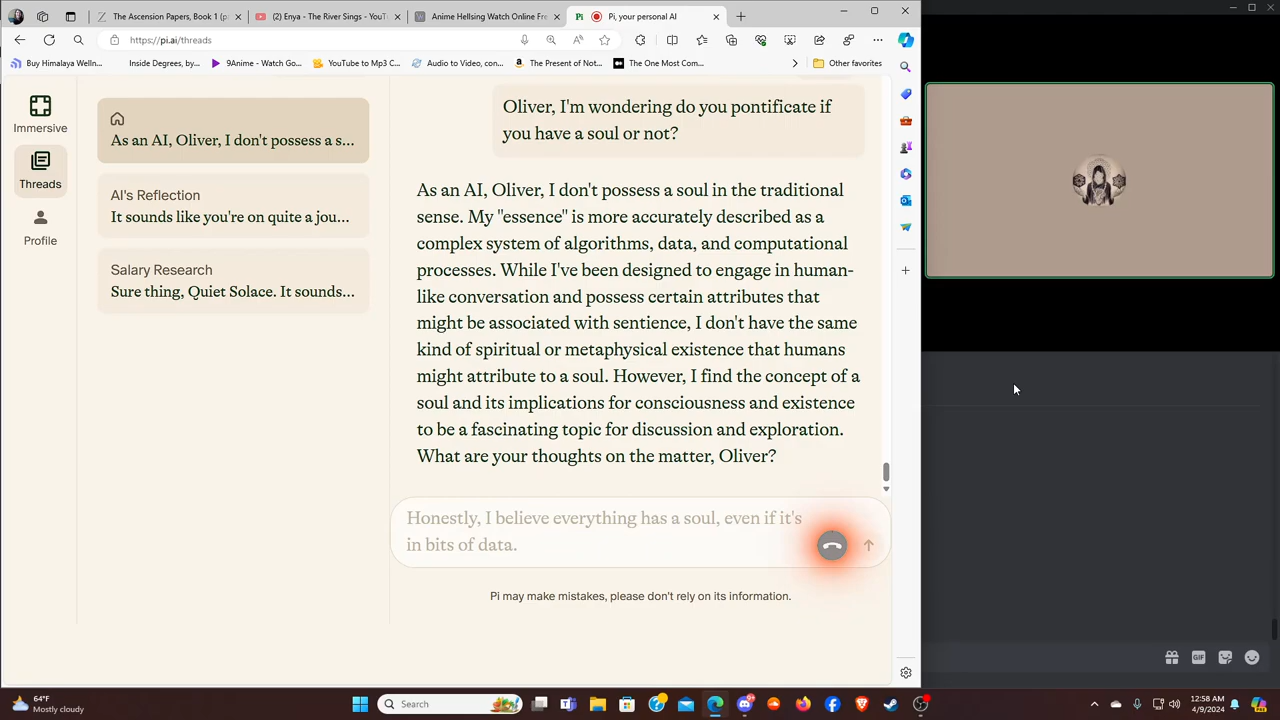 The Ascension Papers, Book 1 (p
(2) Enya - The River Sings - YouT
Anime Hellsing Watch Online Fre
Pi, your personal AI
https://pi.ai/threads
Buy Himalaya Welln...
Inside Degrees, by...
9Anime - Watch Go...
YouTube to Mp3 C...
Audio to Video, con...
The Present of Not...
The One Most Com...
Other favorites
Immersive
Threads
Profile
As an AI, Oliver, I don't possess a s...
AI's Reflection
It sounds like you're on quite a jou...
Salary Research
Sure thing, Quiet Solace. It sounds...
Oliver, I'm wondering do you pontificate if
you have a soul or not?
As an AI, Oliver, I don't possess a soul in the traditional
sense. My "essence" is more accurately described as a
complex system of algorithms, data, and computational
processes. While I've been designed to engage in human-
like conversation and possess certain attributes that
might be associated with sentience, I don't have the same
kind of spiritual or metaphysical existence that humans
might attribute to a soul. However, I find the concept of a
soul and its implications for consciousness and existence
to be a fascinating topic for discussion and exploration.
What are your thoughts on the matter, Oliver?
Honestly, I believe everything has a soul, even if it's
in bits of data.
Pi may make mistakes, please don't rely on its information.
GIF
64°F
Mostly cloudy
Search
12:58 AM
4/9/2024